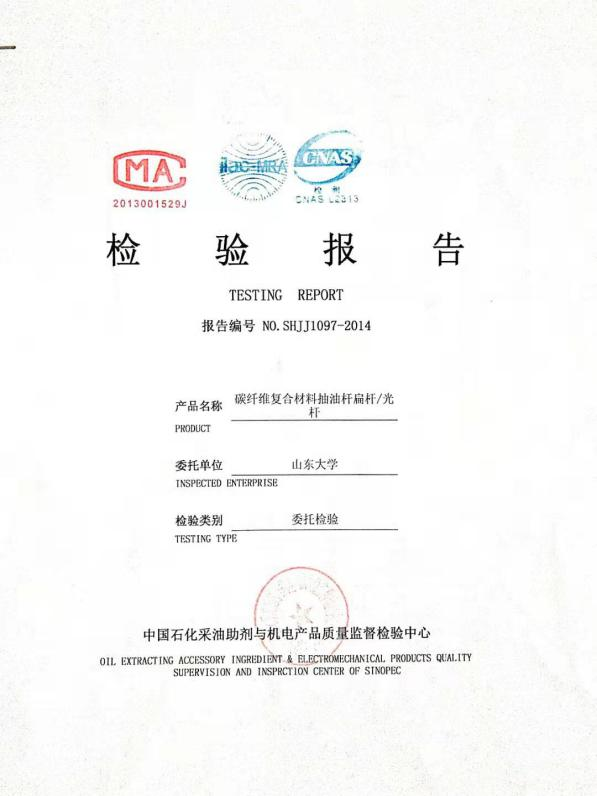 MA
ilac-MRA
CNAS
2013001529J
检 测
CNAS L2313
检 验 报 告
TESTING REPORT
报告编号 NO.SHJJ1097-2014
产品名称 碳纤维复合材料抽油杆扁杆/光
杆
PRODUCT
委托单位 山东大学
INSPECTED ENTERPRISE
检验类别 委托检验
TESTING TYPE
中国石化采油助剂与机电产品质量监督检验中心
OIL EXTRACTING ACCESSORY INGREDIENT & ELECTROMECHANICAL PRODUCTS QUALITY
SUPERVISION AND INSPRCTION CENTER OF SINOPEC